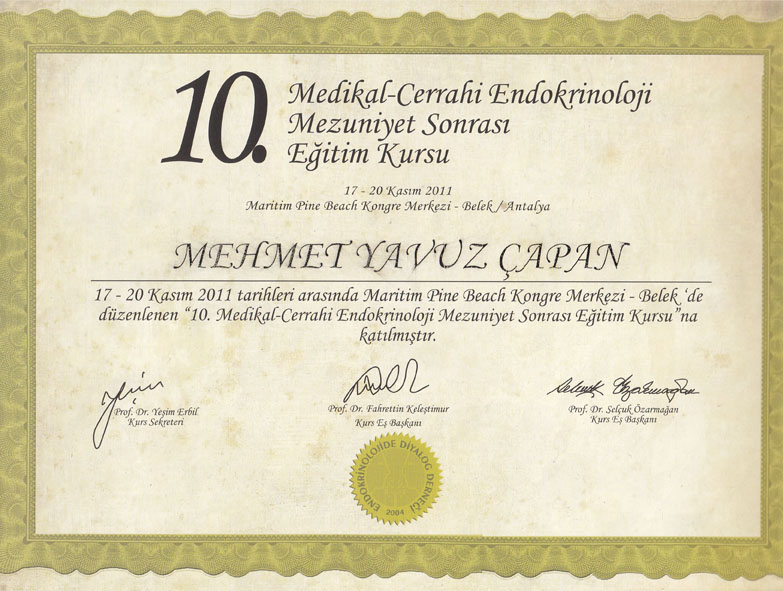 10.
Medikal-Cerrahi Endokrinoloji
Mezuniyet Sonrası
Eğitim Kursu
17 - 20 Kasım 2011
Maritim Pine Beach Kongre Merkezi - Belek / Antalya
MEHMET YAVUZ ÇAPAN
17 - 20 Kasım 2011 tarihleri arasında Maritim Pine Beach Kongre Merkezi - Belek ‘de
düzenlenen “10. Medikal-Cerrahi Endokrinoloji Mezuniyet Sonrası Eğitim Kursu”na
katılmıştır.
Prof. Dr. Yeşim Erbil
Kurs Sekreteri
Prof. Dr. Fahrettin Keleştimur
Kurs Eş Başkanı
Selçuk Özarmağan
Prof. Dr. Selçuk Özarmağan
Kurs Eş Başkanı
ENDOKRİNOLOJİDE DİYALOG DERNEĞİ
2004